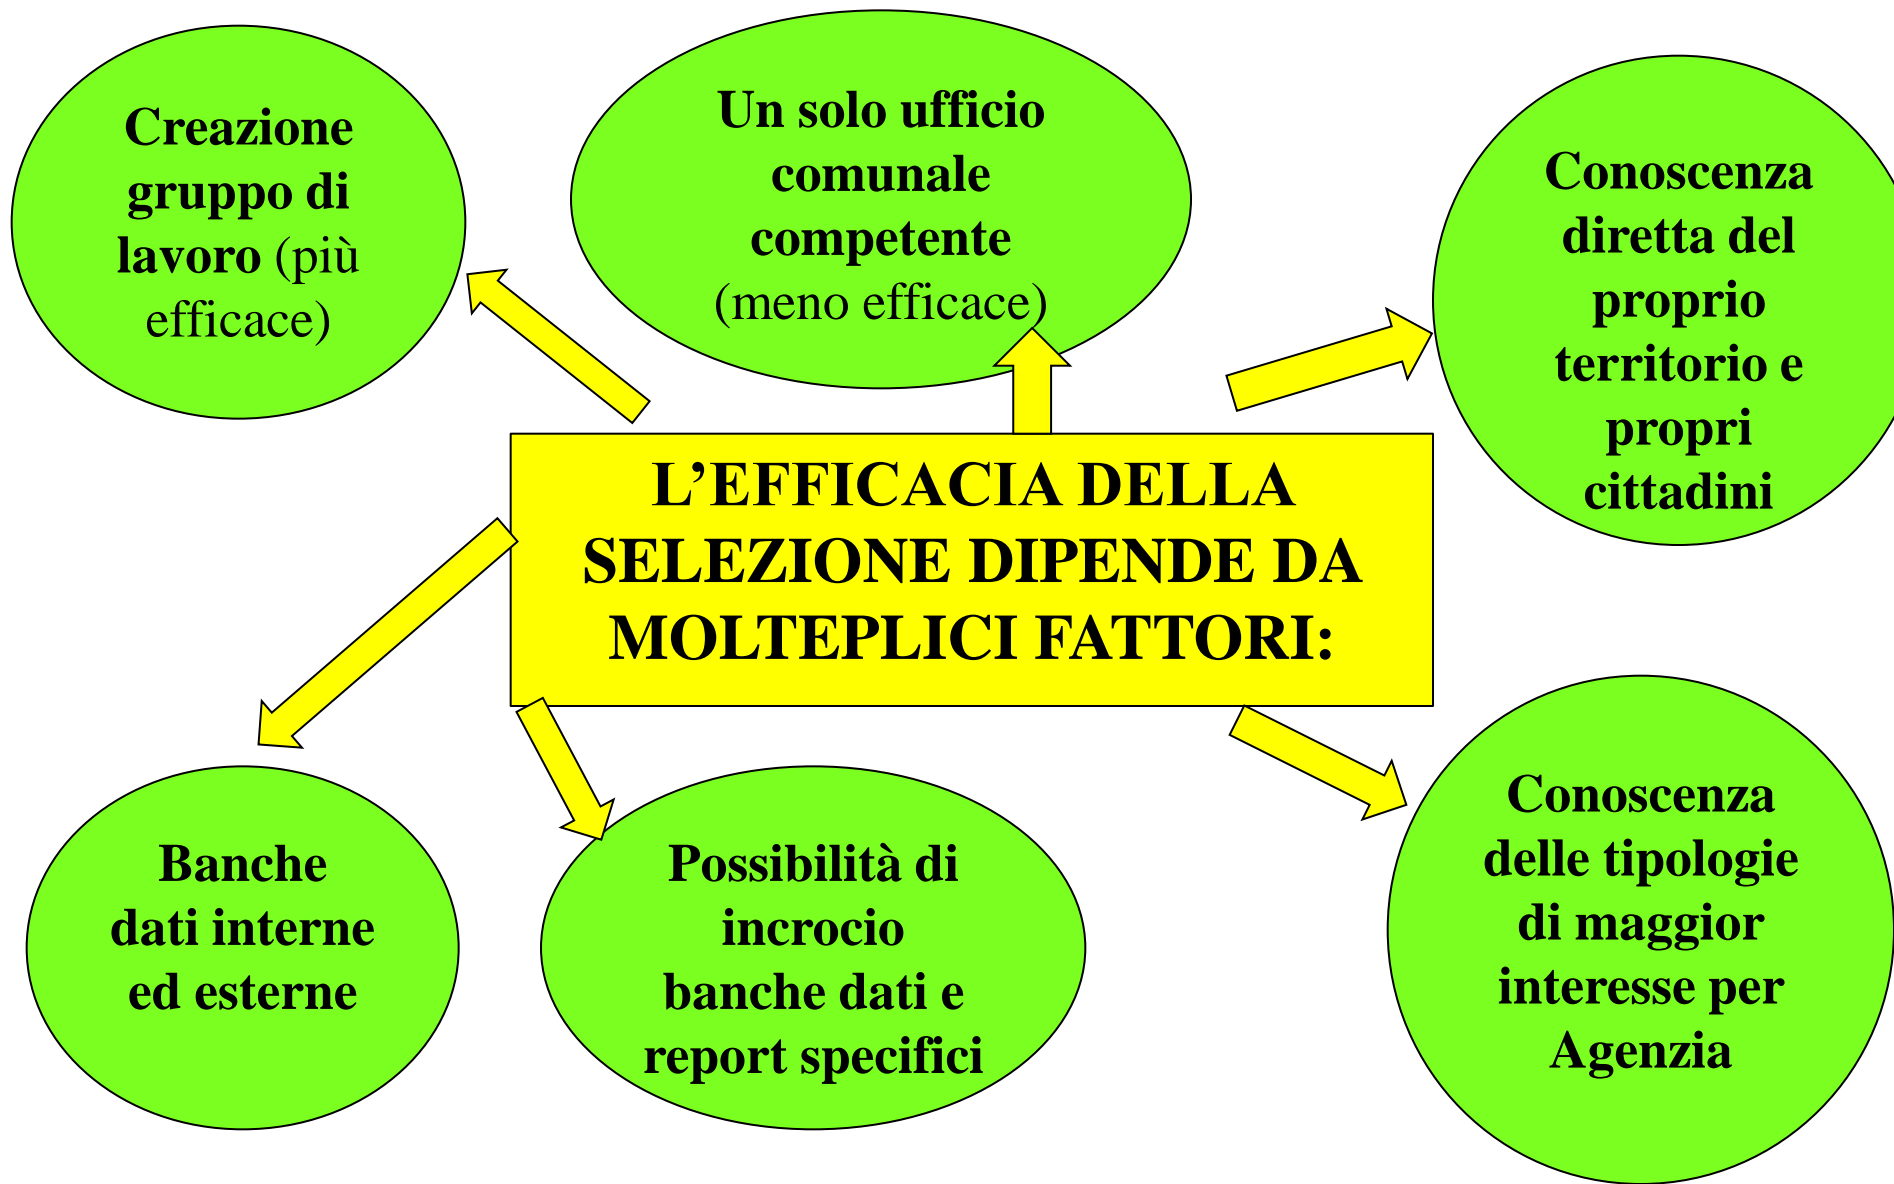 Creazione
gruppo di
lavoro (più
efficace)
Un solo ufficio
comunale
competente
(meno efficace)
Conoscenza
diretta del
proprio
territorio e
propri
cittadini
L’EFFICACIA DELLA
SELEZIONE DIPENDE DA
MOLTEPLICI FATTORI:
Banche
dati interne
ed esterne
Possibilità di
incrocio
banche dati e
report specifici
Conoscenza
delle tipologie
di maggior
interesse per
Agenzia